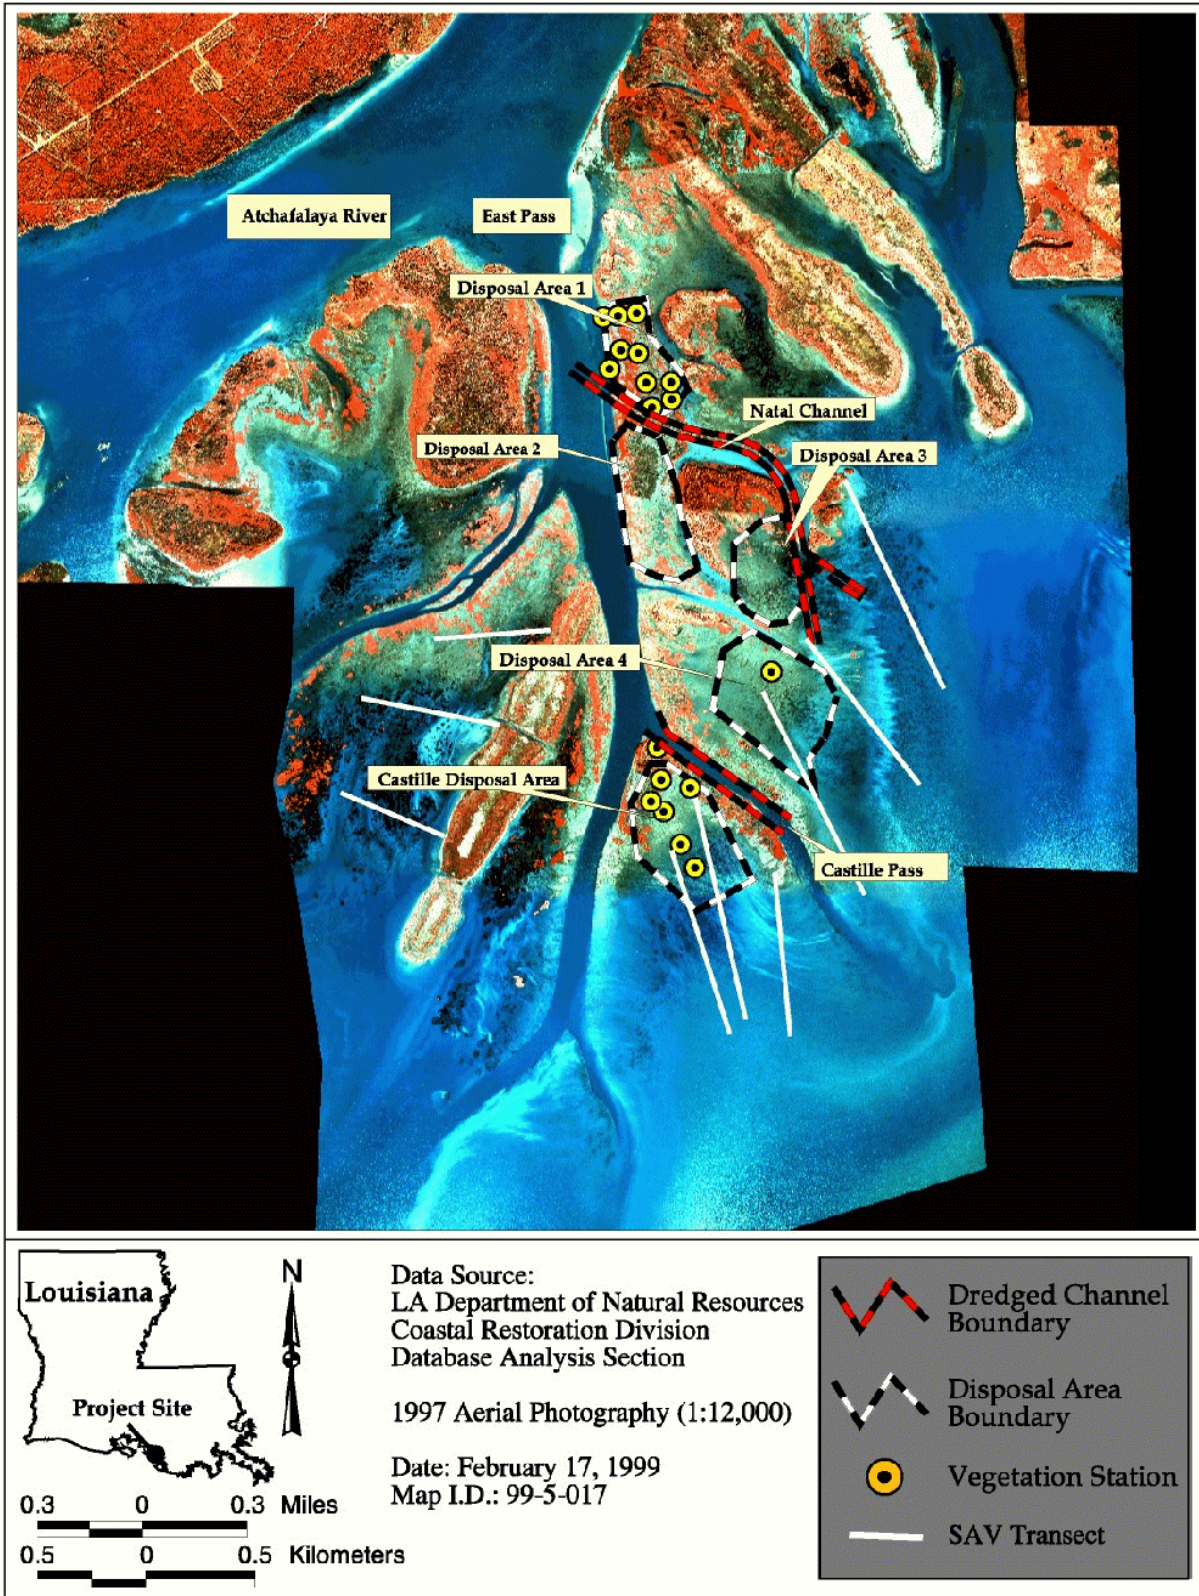 Atchafalaya River
East Pass
Disposal Area 1
Natal Channel
Disposal Area 2
Disposal Area 3
Disposal Area 4
Castille Disposal Area
Castille Pass
Louisiana
Project Site
N
0.3 0 0.3 Miles
0.5 0 0.5 Kilometers
Data Source:
LA Department of Natural Resources
Coastal Restoration Division
Database Analysis Section
1997 Aerial Photography (1:12,000)
Date: February 17, 1999
Map I.D.: 99-5-017
Dredged Channel
Boundary
Disposal Area
Boundary
Vegetation Station
SAV Transect